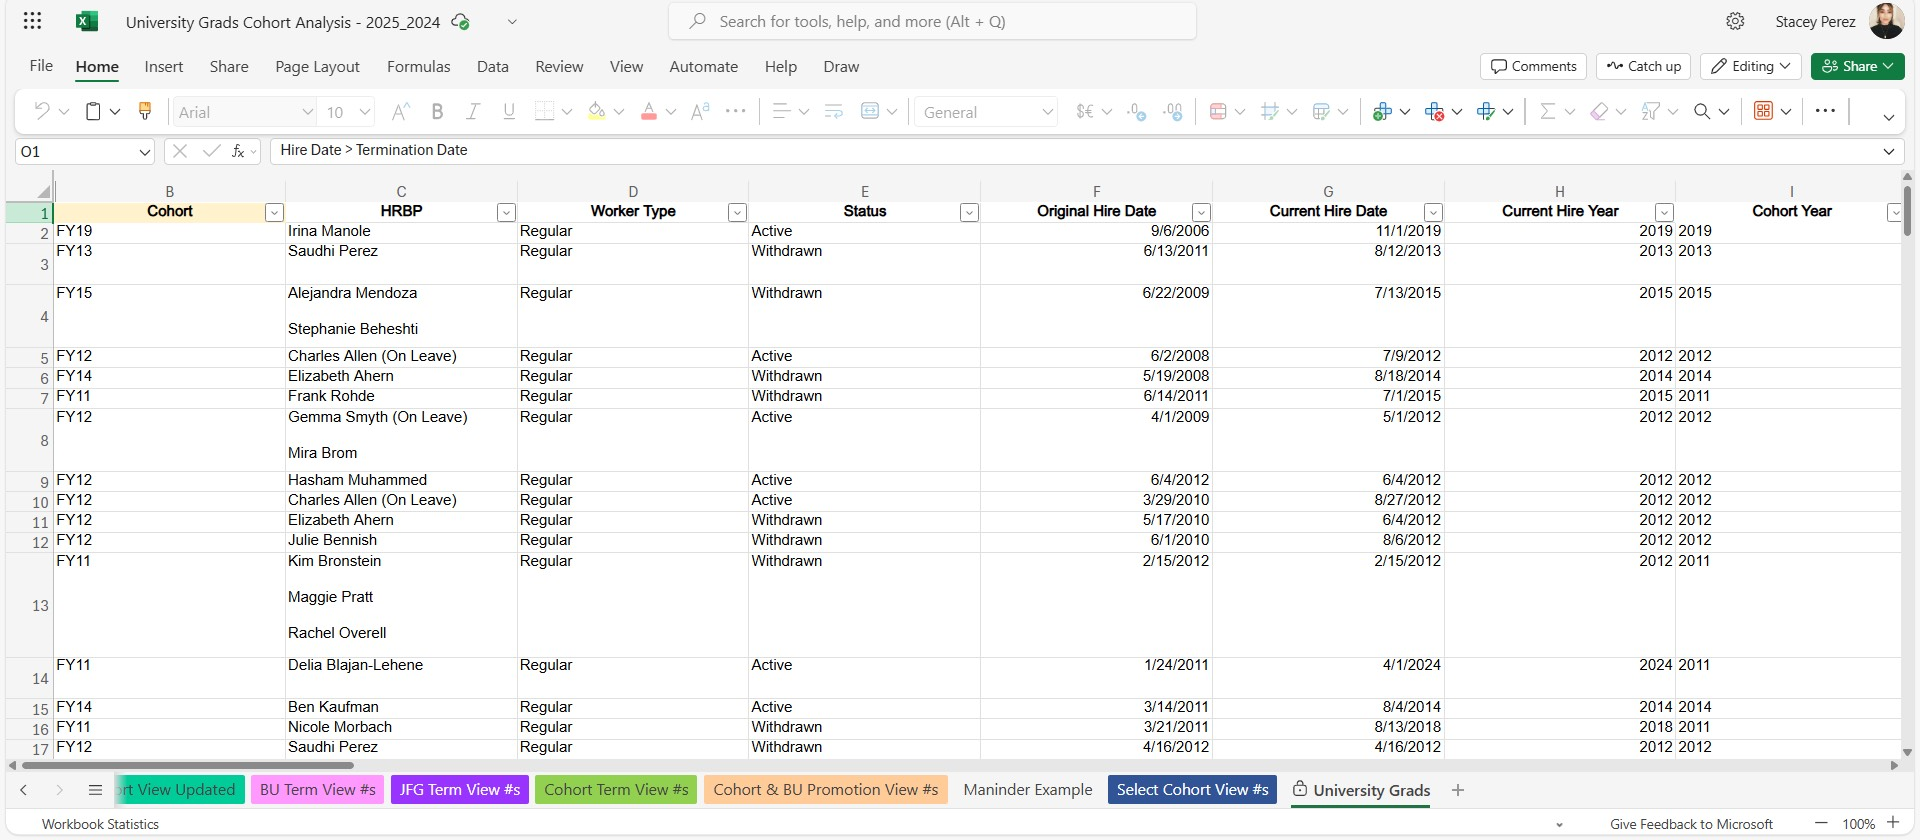 University Grads Cohort Analysis - 2025_2024
Search for tools, help, and more (Alt + Q)
Stacey Perez
File Home Insert Share Page Layout Formulas Data Review View Automate Help Draw
Comments Catch up Editing Share
Arial 10 General
O1 Hire Date > Termination Date
B C D E F G H I
1 Cohort HRBP Worker Type Status Original Hire Date Current Hire Date Current Hire Year Cohort Year
2 FY19 Irina Manole Regular Active 9/6/2006 11/1/2019 2019 2019
3 FY13 Saudhi Perez Regular Withdrawn 6/13/2011 8/12/2013 2013 2013
4 FY15 Alejandra Mendoza Regular Withdrawn 6/22/2009 7/13/2015 2015 2015
Stephanie Beheshti
5 FY12 Charles Allen (On Leave) Regular Active 6/2/2008 7/9/2012 2012 2012
6 FY14 Elizabeth Ahern Regular Withdrawn 5/19/2008 8/18/2014 2014 2014
7 FY11 Frank Rohde Regular Withdrawn 6/14/2011 7/1/2015 2015 2011
8 FY12 Gemma Smyth (On Leave) Regular Active 4/1/2009 5/1/2012 2012 2012
Mira Brom
9 FY12 Hasham Muhammed Regular Active 6/4/2012 6/4/2012 2012 2012
10 FY12 Charles Allen (On Leave) Regular Active 3/29/2010 8/27/2012 2012 2012
11 FY12 Elizabeth Ahern Regular Withdrawn 5/17/2010 6/4/2012 2012 2012
12 FY12 Julie Bennish Regular Withdrawn 6/1/2010 8/6/2012 2012 2012
13 FY11 Kim Bronstein Regular Withdrawn 2/15/2012 2/15/2012 2012 2011
Maggie Pratt
Rachel Overell
14 FY11 Delia Blajan-Lehene Regular Active 1/24/2011 4/1/2024 2024 2011
15 FY14 Ben Kaufman Regular Active 3/14/2011 8/4/2014 2014 2014
16 FY11 Nicole Morbach Regular Withdrawn 3/21/2011 8/13/2018 2018 2011
17 FY12 Saudhi Perez Regular Withdrawn 4/16/2012 4/16/2012 2012 2012
rt View Updated BU Term View #s JFG Term View #s Cohort Term View #s Cohort & BU Promotion View #s Maninder Example Select Cohort View #s University Grads
Workbook Statistics Give Feedback to Microsoft 100%